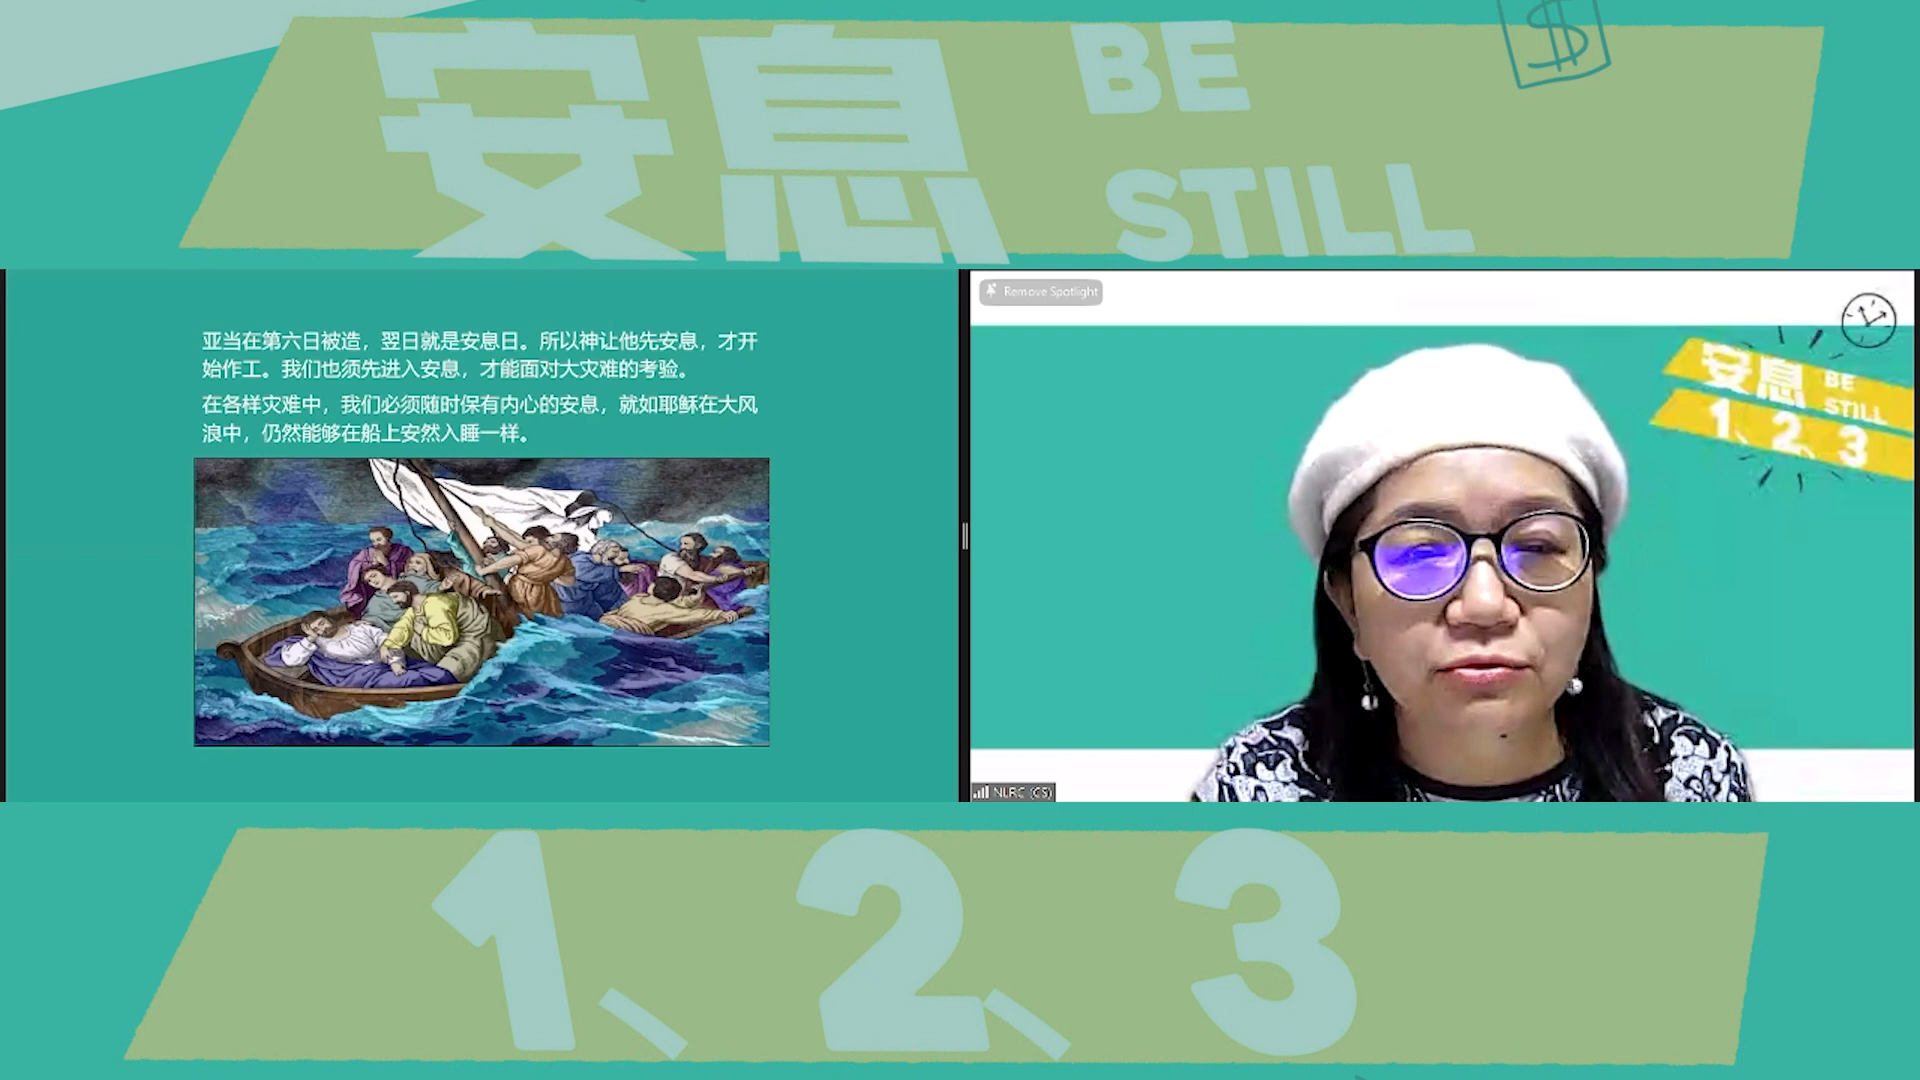 安息 BE
STILL
亚当在第六日被造，翌日就是安息日。所以神让他先安息，才开
始作工。我们也须先进入安息，才能面对大灾难的考验。
在各样灾难中，我们必须随时保有内心的安息，就如耶稣在大风
浪中，仍然能够在船上安然入睡一样。
Remove Spotlight
安息 BE
STILL
1、2、3
NLRC (CS)
1、2、3